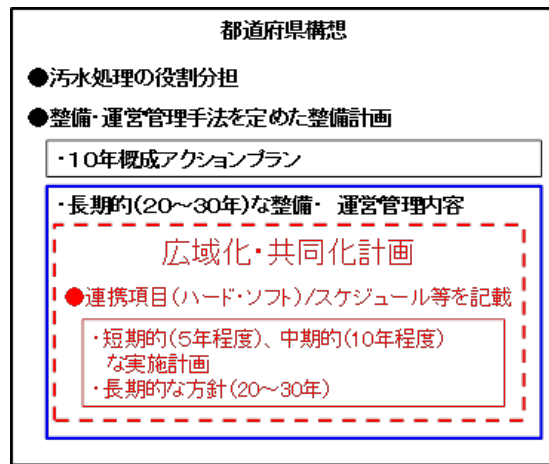 都道府県構想
●汚水処理の役割分担
●整備・運営管理手法を定めた整備計画
・10年概成アクションプラン
・長期的(20～30年)な整備・ 運営管理内容
広域化・共同化計画
●連携項目(ハード・ソフト)/スケジュール等を記載
・短期的(5年程度)、中期的(10年程度)
な実施計画
・長期的な方針(20～30年)